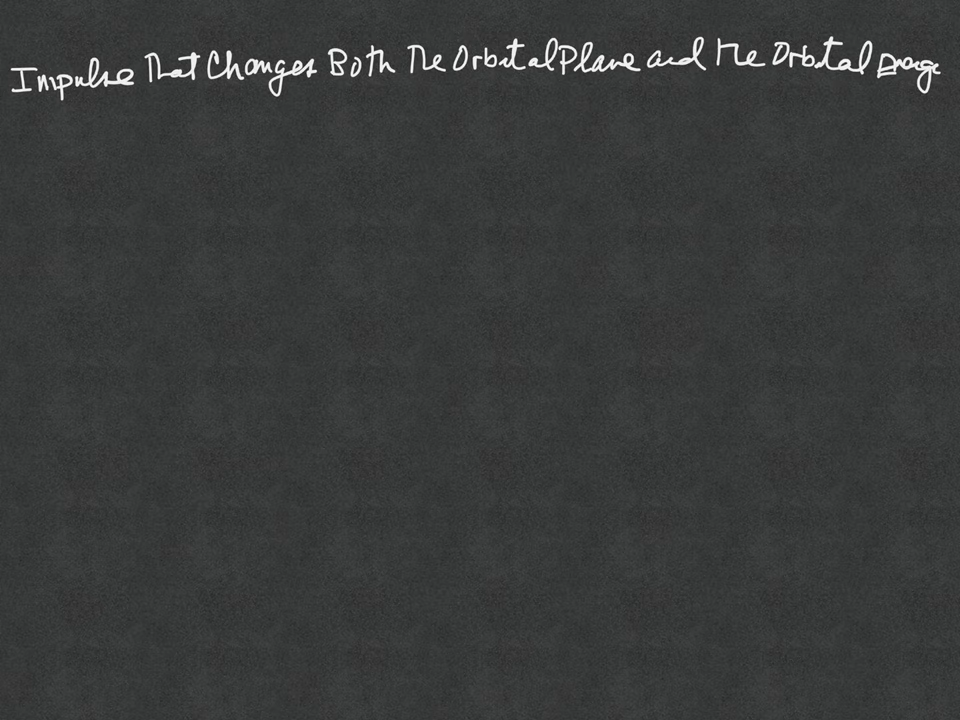 Impulse That Changes Both The Orbital Plane and the Orbital Energy